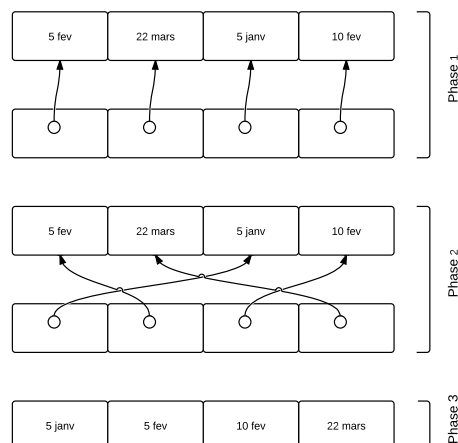 5 fev 22 mars 5 janv 10 fev
Phase 1
5 fev 22 mars 5 janv 10 fev
Phase 2
5 janv 5 fev 10 fev 22 mars
Phase 3